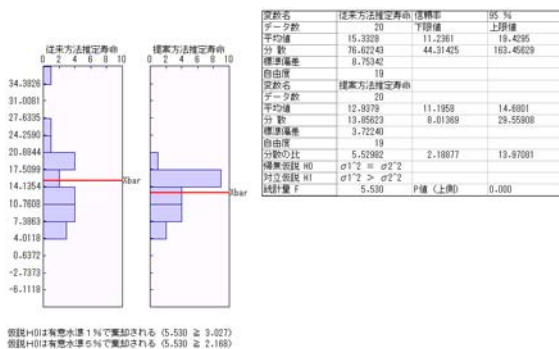 従来方法推定寿命
提案方法推定寿命
0 2 4 6 8 10
0 2 4 6 8 10
34.3826
31.0081
27.6335
24.2590
20.8844
17.5099
14.1354
10.7608
7.3863
4.0118
0.6372
-2.7373
-6.1118
Xbar
Xbar
変数名 従来方法推定寿命 信頼率 95 %
データ数 20 下限値 上限値
平均値 15.3328 11.2361 19.4295
分 散 76.62243 44.31425 163.45629
標準偏差 8.75342
自由度 19
変数名 提案方法推定寿命
データ数 20
平均値 12.9379 11.1958 14.6801
分 散 13.85623 8.01369 29.55908
標準偏差 3.72240
自由度 19
分散の比 5.52982 2.18877 13.97081
帰無仮説 H0 σ1^2 = σ2^2
対立仮説 H1 σ1^2 > σ2^2
統計量 F 5.530 P値 (上側) 0.000
仮説H0は有意水準1%で棄却される (5.530 ≧ 3.027)
仮説H0は有意水準5%で棄却される (5.530 ≧ 2.168)